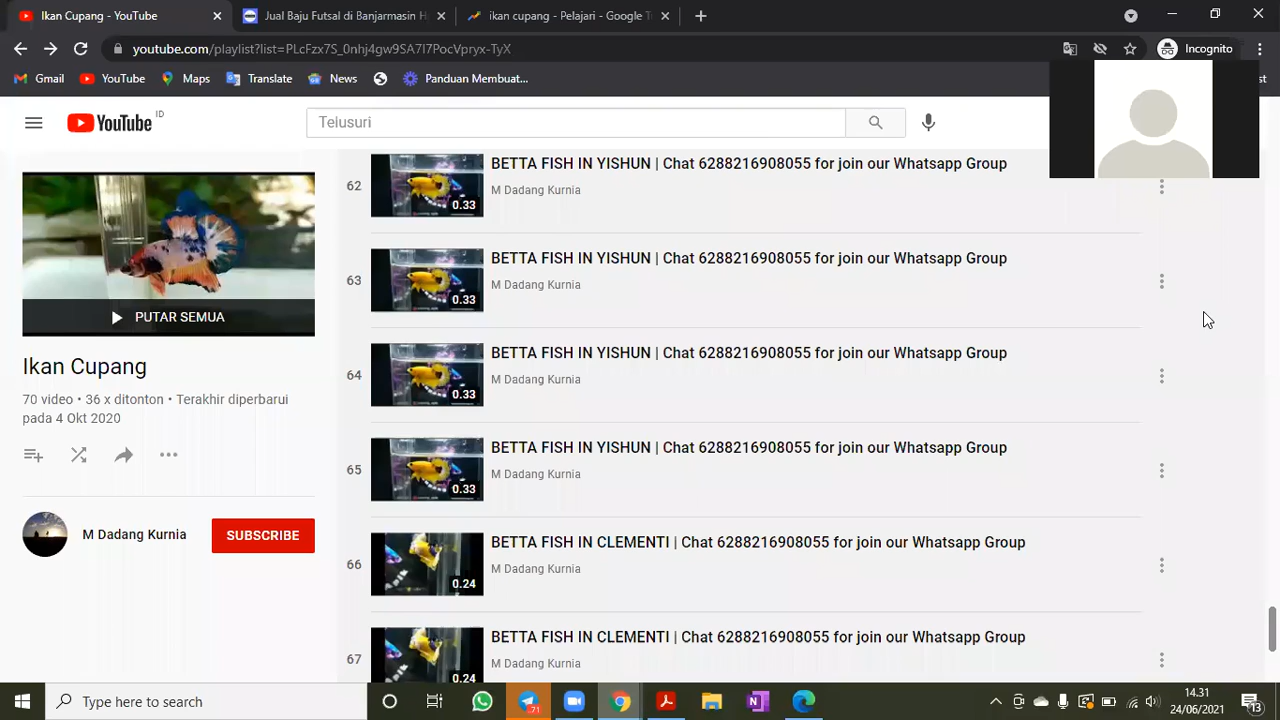 Ikan Cupang - YouTube
Jual Baju Futsal di Banjarmasin H
ikan cupang - Pelajari - Google T
youtube.com/playlist?list=PLcFzx7S_0nhj4gw9SA7I7PocVpryx-TyX
Incognito
Gmail
YouTube
Maps
Translate
News
Panduan Membuat...
st
YouTube ID
Telusuri
62
BETTA FISH IN YISHUN | Chat 6288216908055 for join our Whatsapp Group
M Dadang Kurnia
0.33
63
BETTA FISH IN YISHUN | Chat 6288216908055 for join our Whatsapp Group
M Dadang Kurnia
0.33
64
BETTA FISH IN YISHUN | Chat 6288216908055 for join our Whatsapp Group
M Dadang Kurnia
0.33
65
BETTA FISH IN YISHUN | Chat 6288216908055 for join our Whatsapp Group
M Dadang Kurnia
0.33
66
BETTA FISH IN CLEMENTI | Chat 6288216908055 for join our Whatsapp Group
M Dadang Kurnia
0.24
67
BETTA FISH IN CLEMENTI | Chat 6288216908055 for join our Whatsapp Group
M Dadang Kurnia
0.24
PUTAR SEMUA
Ikan Cupang
70 video • 36 x ditonton • Terakhir diperbarui
pada 4 Okt 2020
M Dadang Kurnia
SUBSCRIBE
Type here to search
71
14.31
24/06/2021
13